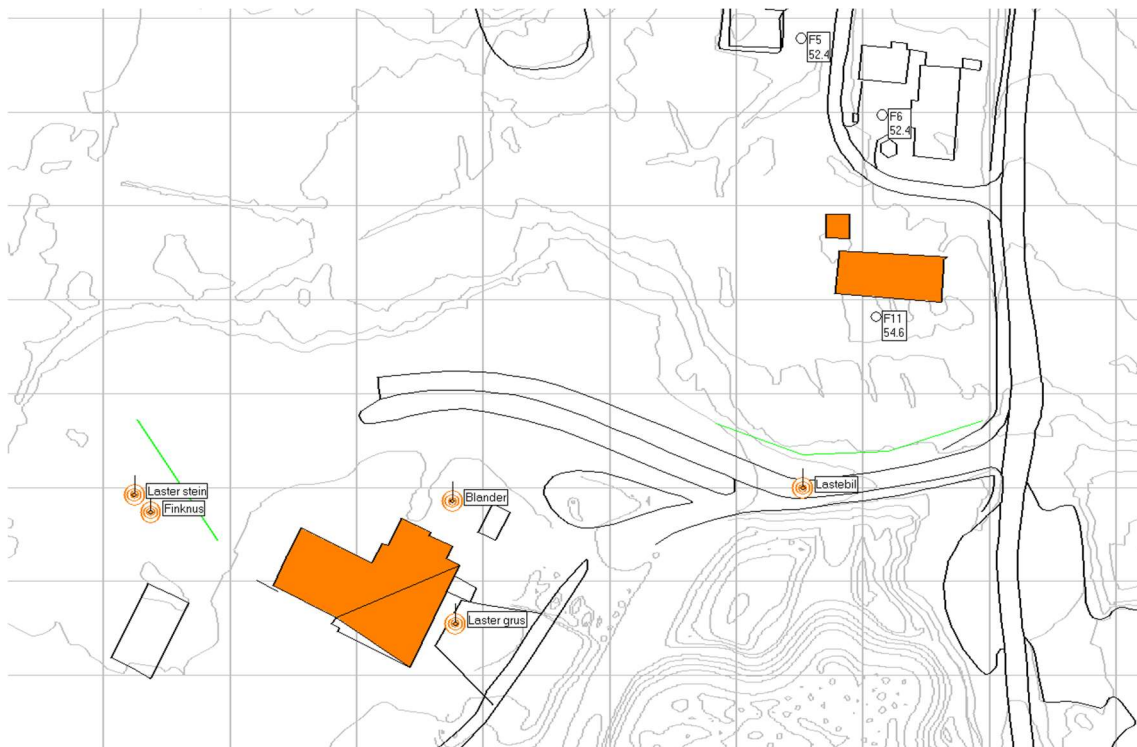 F5
52.4
F6
52.4
F11
54.6
Laster stein
Finknus
Blander
Lastebil
Laster grus